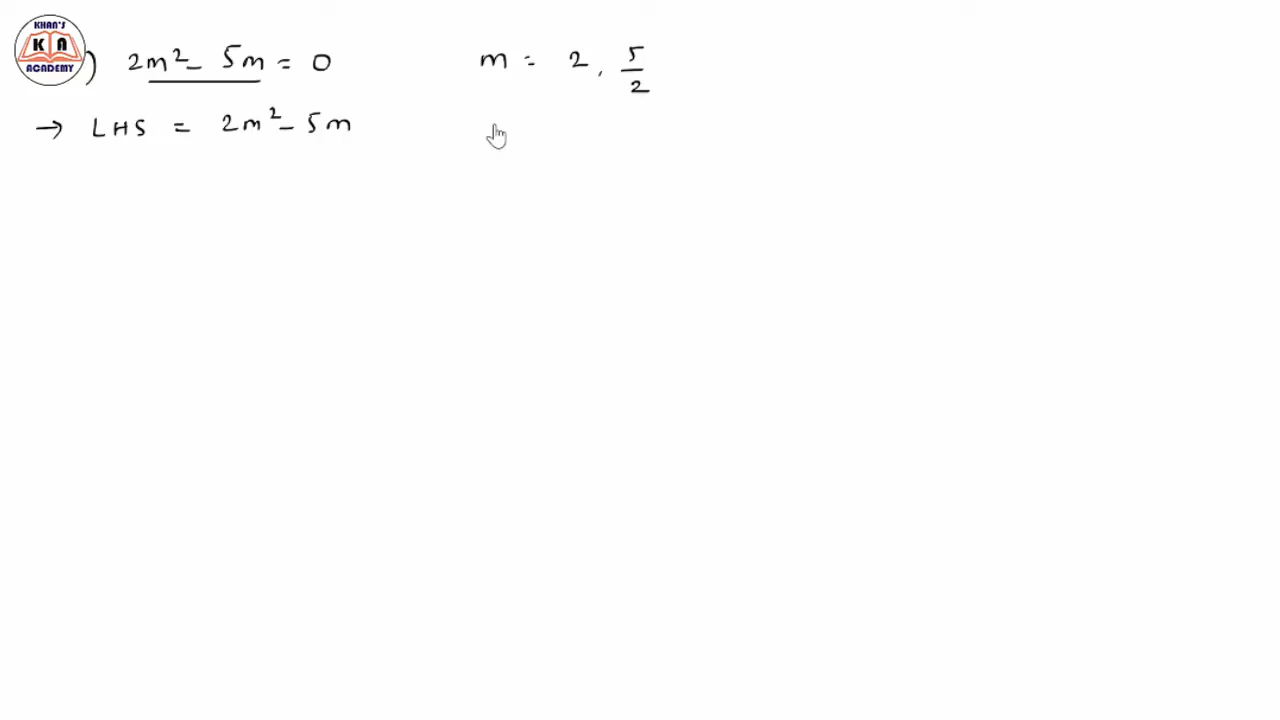 KHAN'S
K A
ACADEMY
) 2m² - 5m = 0 m = 2, 5/2
→ LHS = 2m² - 5m